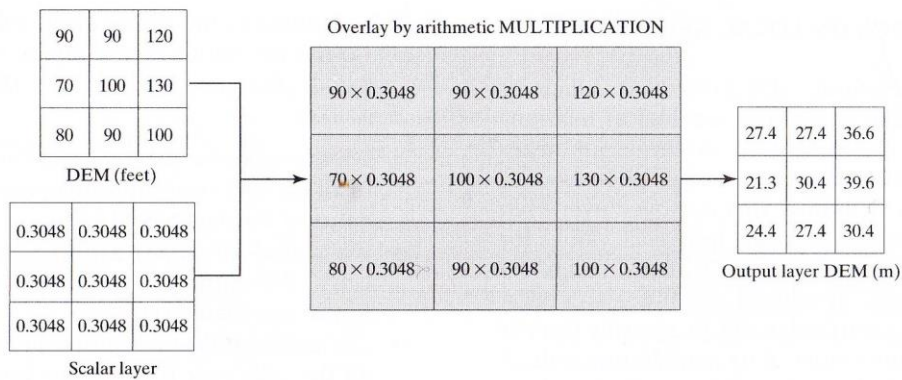 Overlay by arithmetic MULTIPLICATION
90 90 120
70 100 130
80 90 100
DEM (feet)
0.3048 0.3048 0.3048
0.3048 0.3048 0.3048
0.3048 0.3048 0.3048
Scalar layer
90 × 0.3048 90 × 0.3048 120 × 0.3048
70 × 0.3048 100 × 0.3048 130 × 0.3048
80 × 0.3048 90 × 0.3048 100 × 0.3048
27.4 27.4 36.6
21.3 30.4 39.6
24.4 27.4 30.4
Output layer DEM (m)